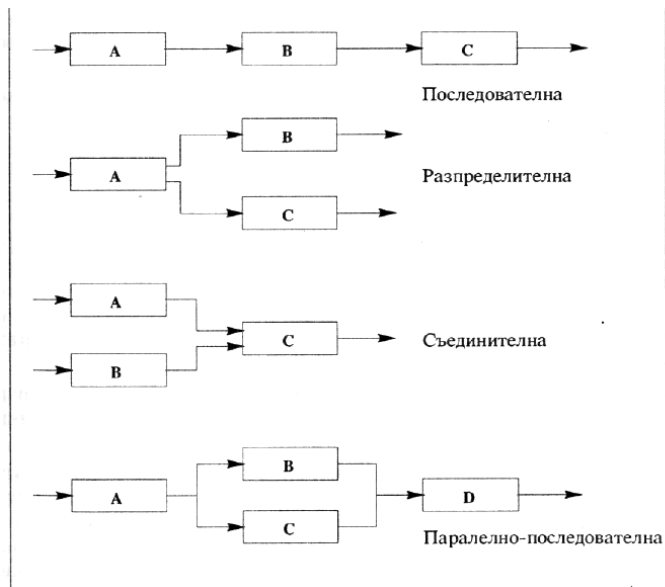 A B C
Последователна
B
A
Разпределителна
C
A
C
Съединителна
B
B
A
D
C
Паралелно-последователна